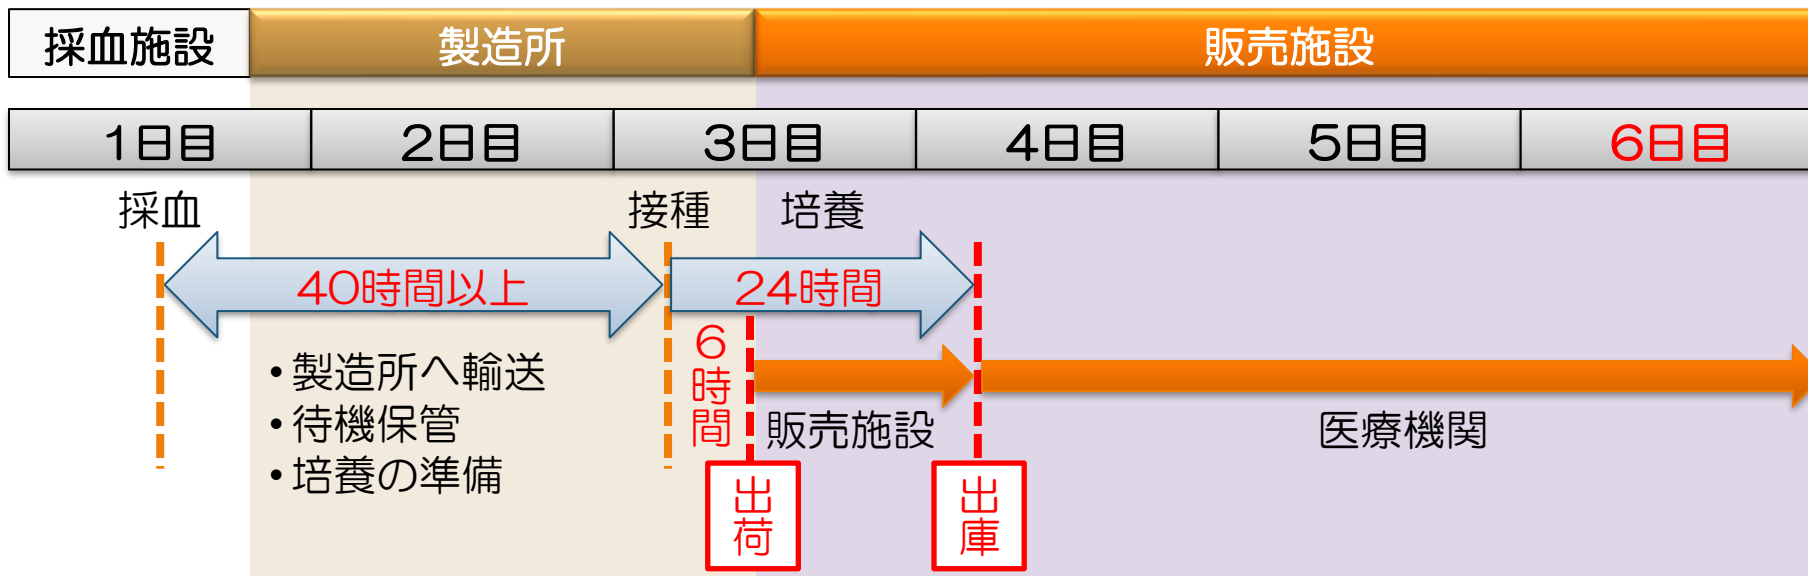 採血施設
製造所
販売施設
1日目
2日目
3日目
4日目
5日目
6日目
採血
接種
培養
40時間以上
24時間
6時間
・製造所へ輸送
・待機保管
・培養の準備
販売施設
医療機関
出荷
出庫